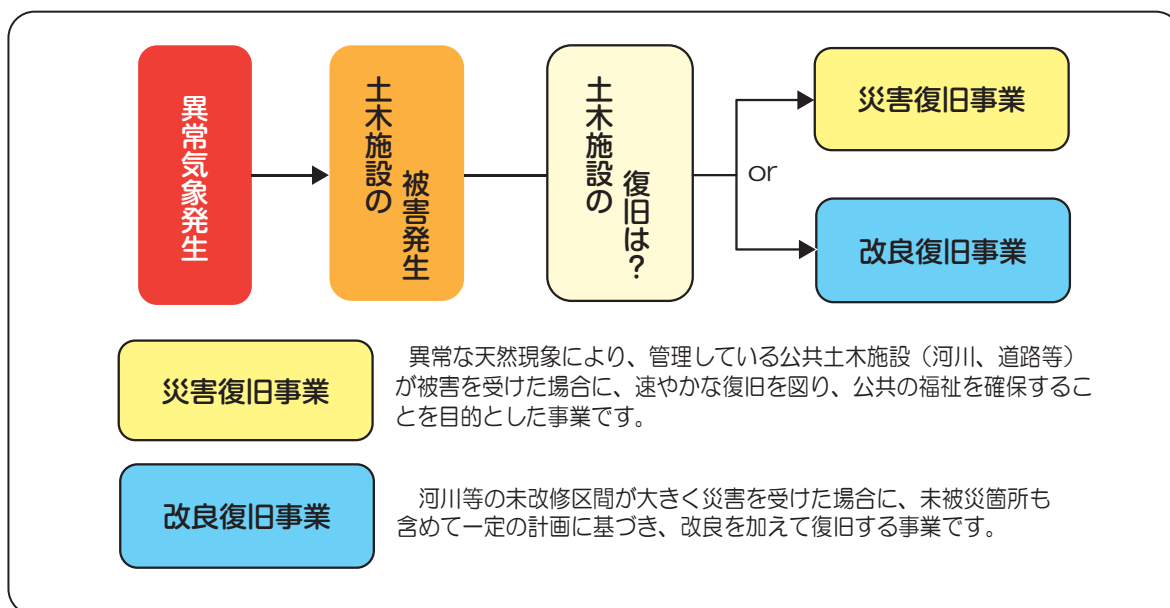 異常気象発生
土木施設の
被害発生
土木施設の
復旧は？
or
災害復旧事業
改良復旧事業
災害復旧事業
異常な天然現象により、管理している公共土木施設（河川、道路等）
が被害を受けた場合に、速やかな復旧を図り、公共の福祉を確保するこ
とを目的とした事業です。
改良復旧事業
河川等の未改修区間が大きく災害を受けた場合に、未被災箇所も
含めて一定の計画に基づき、改良を加えて復旧する事業です。